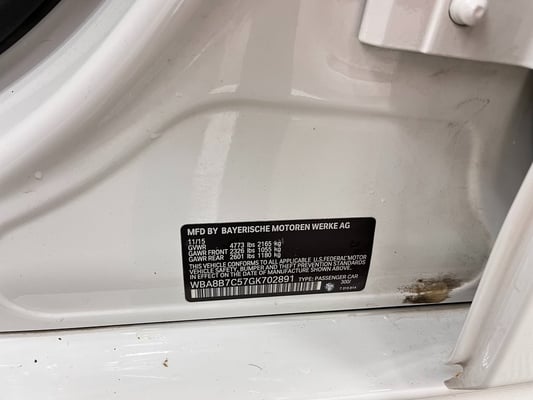 MFD BY BAYERISCHE MOTOREN WERKE AG
11/15
GVWR 4773 lbs 2165 kg
GAWR FRONT 2326 lbs 1055 kg
GAWR REAR 2601 lbs 1180 kg
THIS VEHICLE CONFORMS TO ALL APPLICABLE U.S.FEDERAL MOTOR
VEHICLE SAFETY, BUMPER AND THEFT PREVENTION STANDARDS
IN EFFECT ON THE DATE OF MANUFACTURE SHOWN ABOVE.
WBA8B7C57GK702891 TYPE: PASSENGER CAR
300/